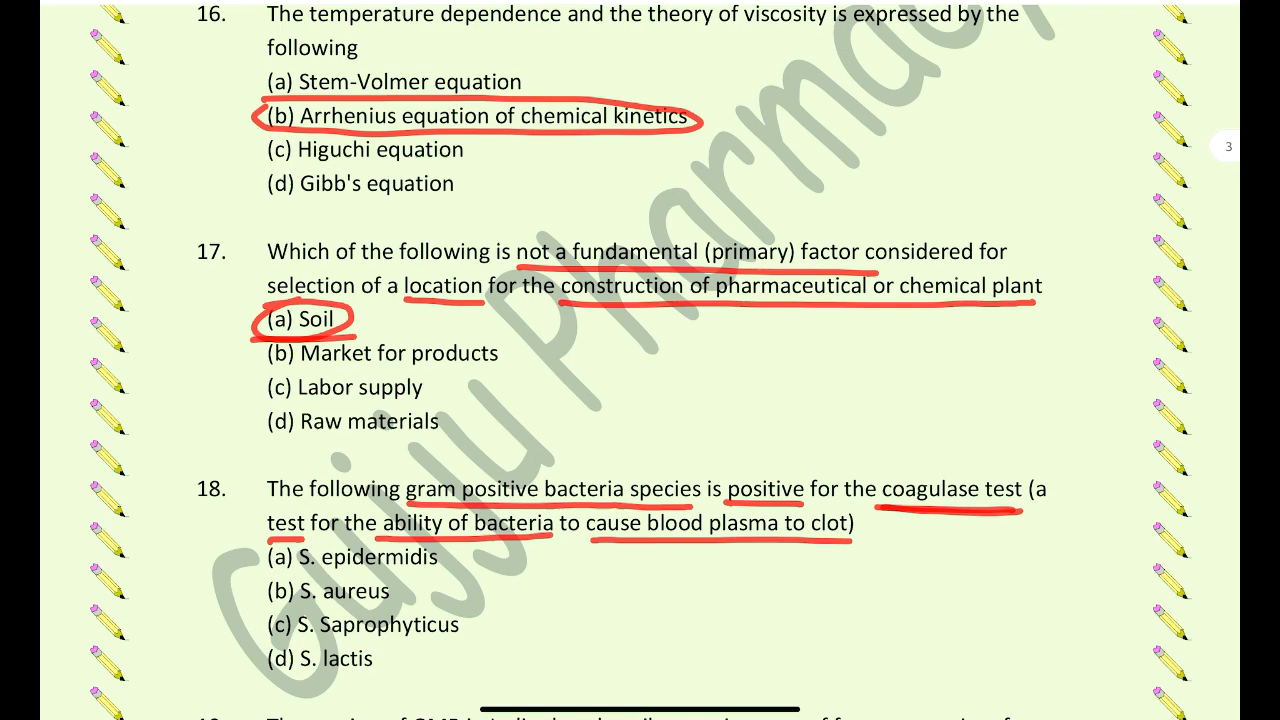 16. The temperature dependence and the theory of viscosity is expressed by the
following
(a) Stem-Volmer equation
(b) Arrhenius equation of chemical kinetics
(c) Higuchi equation
(d) Gibb's equation
3
17. Which of the following is not a fundamental (primary) factor considered for
selection of a location for the construction of pharmaceutical or chemical plant
(a) Soil
(b) Market for products
(c) Labor supply
(d) Raw materials
18. The following gram positive bacteria species is positive for the coagulase test (a
test for the ability of bacteria to cause blood plasma to clot)
(a) S. epidermidis
(b) S. aureus
(c) S. Saprophyticus
(d) S. lactis
Gujju Pharmacy